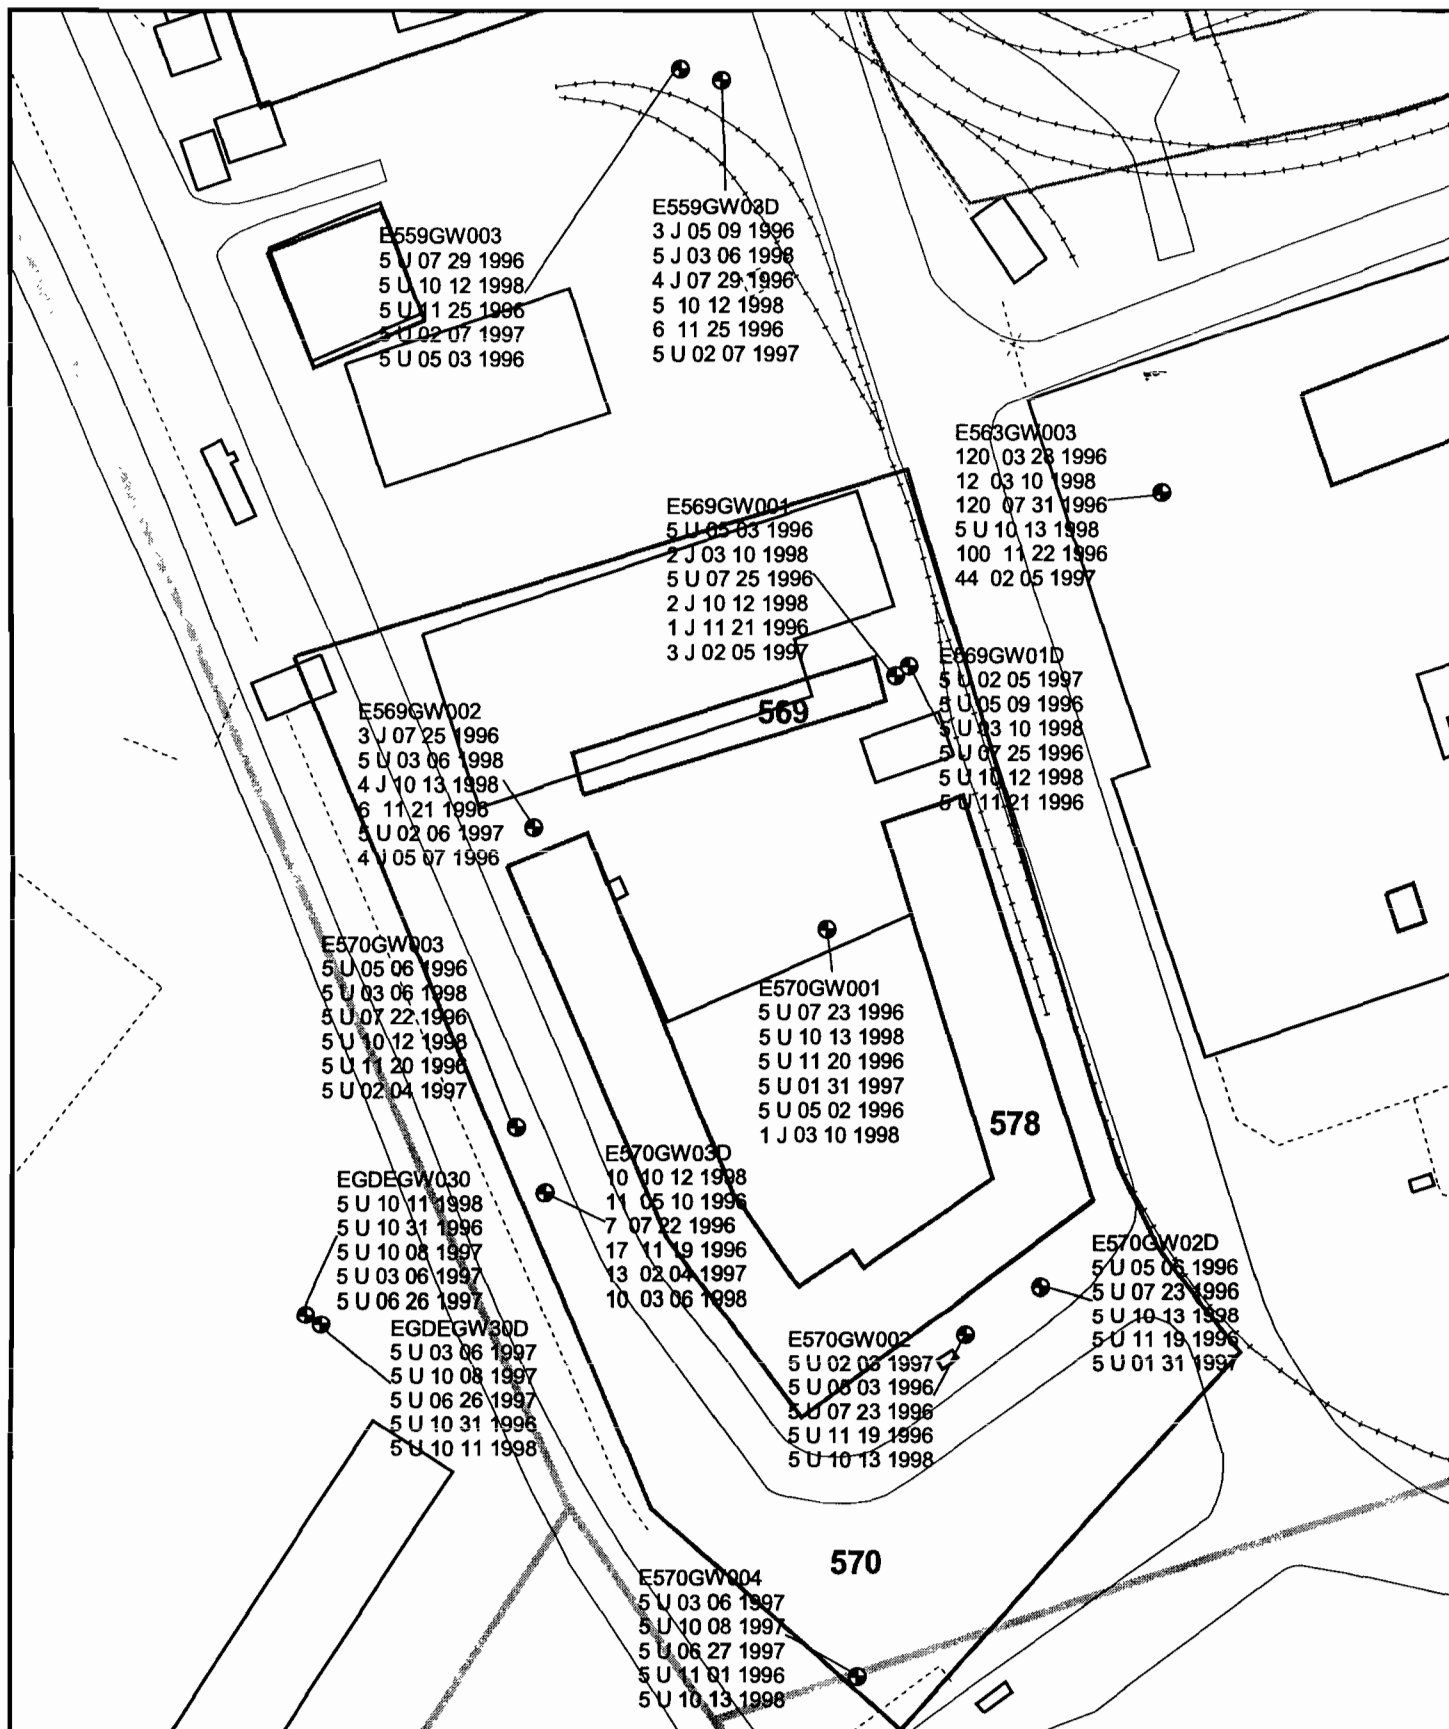 E559GW03D
3 J 05 09 1996
5 J 03 06 1998
4 J 07 29 1996
5 10 12 1998
6 11 25 1996
5 U 02 07 1997
E559GW003
5 U 07 29 1996
5 U 10 12 1998
5 U 11 25 1996
5 U 02 07 1997
5 U 05 03 1996
E563GW003
120 03 28 1996
12 03 10 1998
120 07 31 1996
5 U 10 13 1998
100 11 22 1996
44 02 05 1997
E569GW001
5 U 05 03 1996
2 J 03 10 1998
5 U 07 25 1996
2 J 10 12 1998
1 J 11 21 1996
3 J 02 05 1997
E569GW01D
5 U 02 05 1997
5 U 05 09 1996
5 U 03 10 1998
5 U 07 25 1996
5 U 10 12 1998
5 U 11 21 1996
569
E569GW002
3 J 07 25 1996
5 U 03 06 1998
4 J 10 13 1998
6 11 21 1996
5 U 02 06 1997
4 J 05 07 1996
E570GW003
5 U 05 06 1996
5 U 03 06 1998
5 U 07 22 1996
5 U 10 12 1998
5 U 11 20 1996
5 U 02 04 1997
E570GW001
5 U 07 23 1996
5 U 10 13 1998
5 U 11 20 1996
5 U 01 31 1997
5 U 05 02 1996
1 J 03 10 1998
578
E570GW03D
10 10 12 1998
11 05 10 1996
7 07 22 1996
17 11 19 1996
13 02 04 1997
10 03 06 1998
EGDEGW030
5 U 10 11 1998
5 U 10 31 1996
5 U 10 08 1997
5 U 03 06 1997
5 U 06 26 1997
E570GW02D
5 U 05 06 1996
5 U 07 23 1996
5 U 10 13 1998
5 U 11 19 1996
5 U 01 31 1997
EGDEGW30D
5 U 03 06 1997
5 U 10 08 1997
5 U 06 26 1997
5 U 10 31 1996
5 U 10 11 1998
E570GW002
5 U 02 03 1997
5 U 05 03 1996
5 U 07 23 1996
5 U 11 19 1996
5 U 10 13 1998
570
E570GW004
5 U 03 06 1997
5 U 10 08 1997
5 U 06 27 1997
5 U 11 01 1996
5 U 10 13 1998